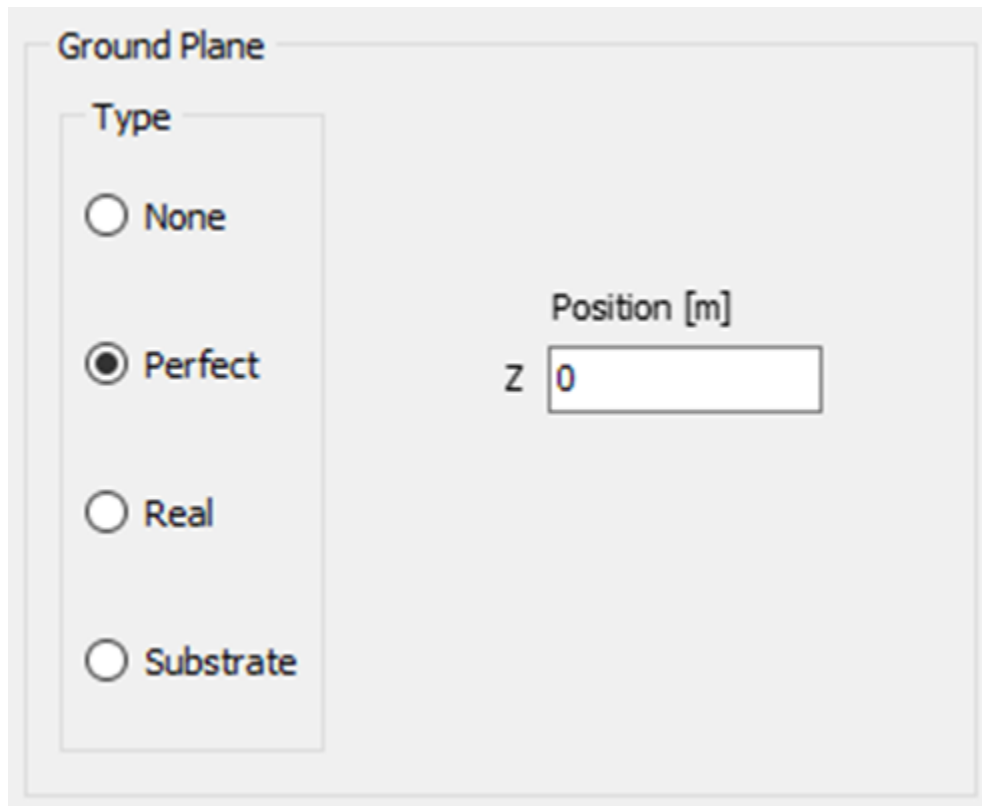 Ground Plane
Type
None
Position [m]
Perfect
Z 0
Real
Substrate